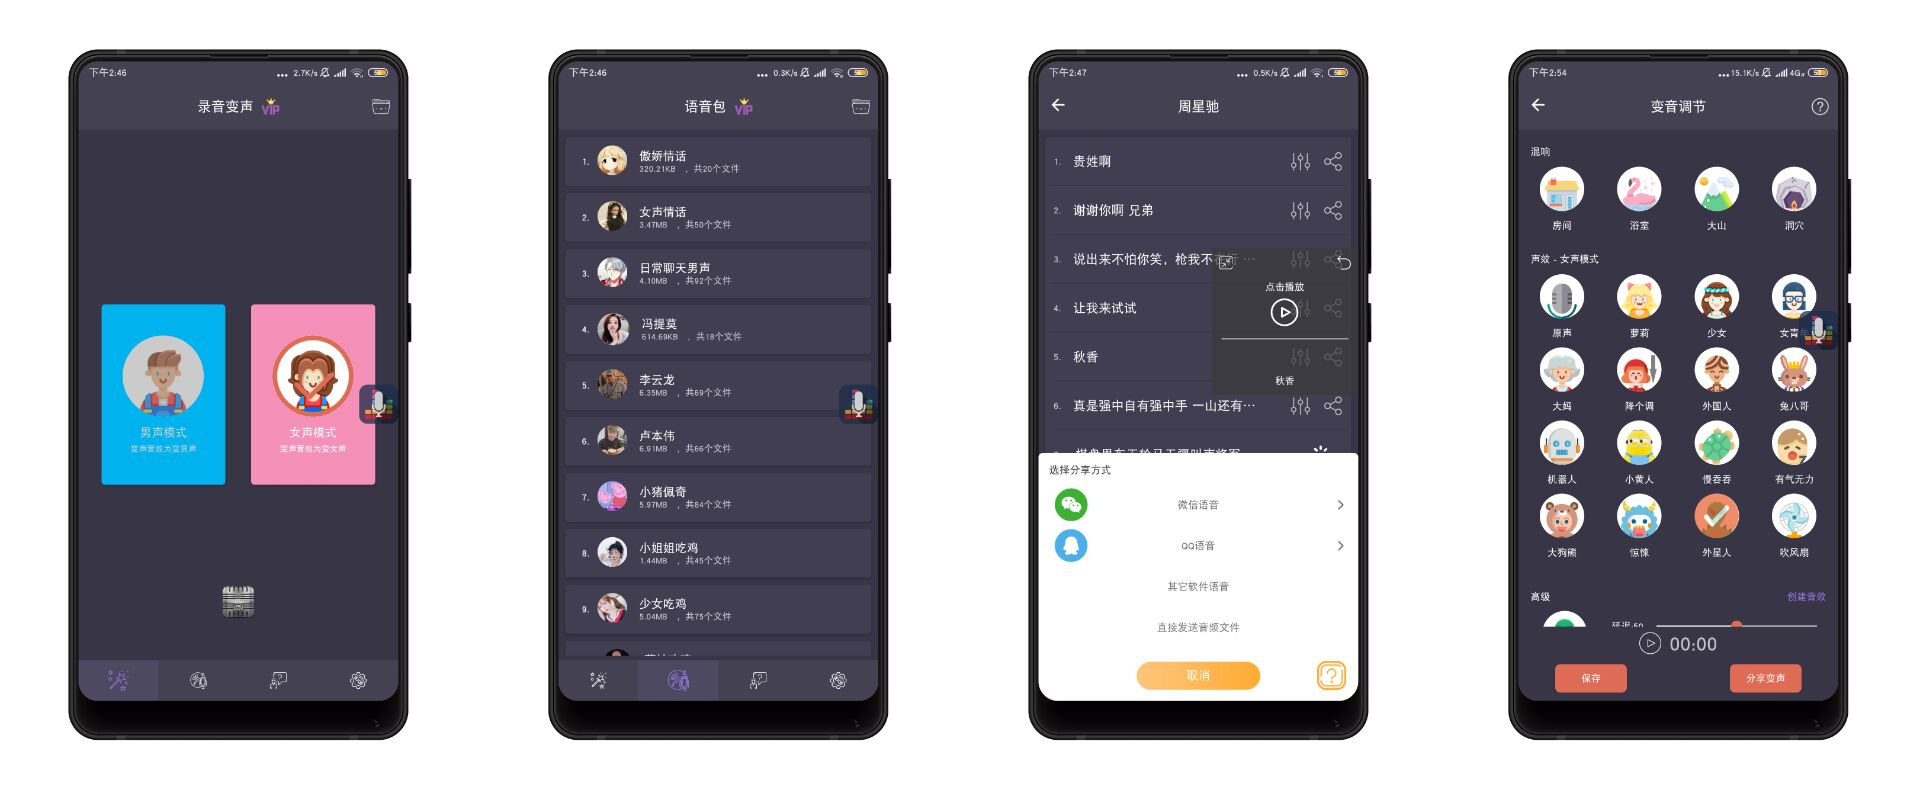 下午2:46
2.7K/s
录音变声 VIP
男声模式
变声音效为变男声
女声模式
变声音效为变女声
下午2:46
0.3K/s
语音包 VIP
1. 傲娇情话
320.21KB ，共20个文件
2. 女声情话
3.47MB ，共50个文件
3. 日常聊天男声
4.10MB ，共92个文件
4. 冯提莫
614.69KB ，共18个文件
5. 李云龙
6.35MB ，共69个文件
6. 卢本伟
6.91MB ，共66个文件
7. 小猪佩奇
5.97MB ，共84个文件
8. 小姐姐吃鸡
1.44MB ，共45个文件
9. 少女吃鸡
5.04MB ，共75个文件
下午2:47
0.5K/s
周星驰
1. 贵姓啊
2. 谢谢你啊 兄弟
3. 说出来不怕你笑，枪我不在行 …
点击播放
4. 让我来试试
5. 秋香
秋香
6. 真是强中自有强中手 一山还有…
选择分享方式
微信语音
QQ语音
其它软件语音
直接发送音频文件
取消
下午2:54
15.1K/s 4G
变音调节
混响
房间 浴室 大山 洞穴
声效 - 女声模式
原声 萝莉 少女 女青年
大妈 降个调 外国人 兔八哥
机器人 小黄人 慢吞吞 有气无力
大狗熊 惊悚 外星人 吹风扇
高级 创建音效
延迟:60
00:00
保存 分享变声